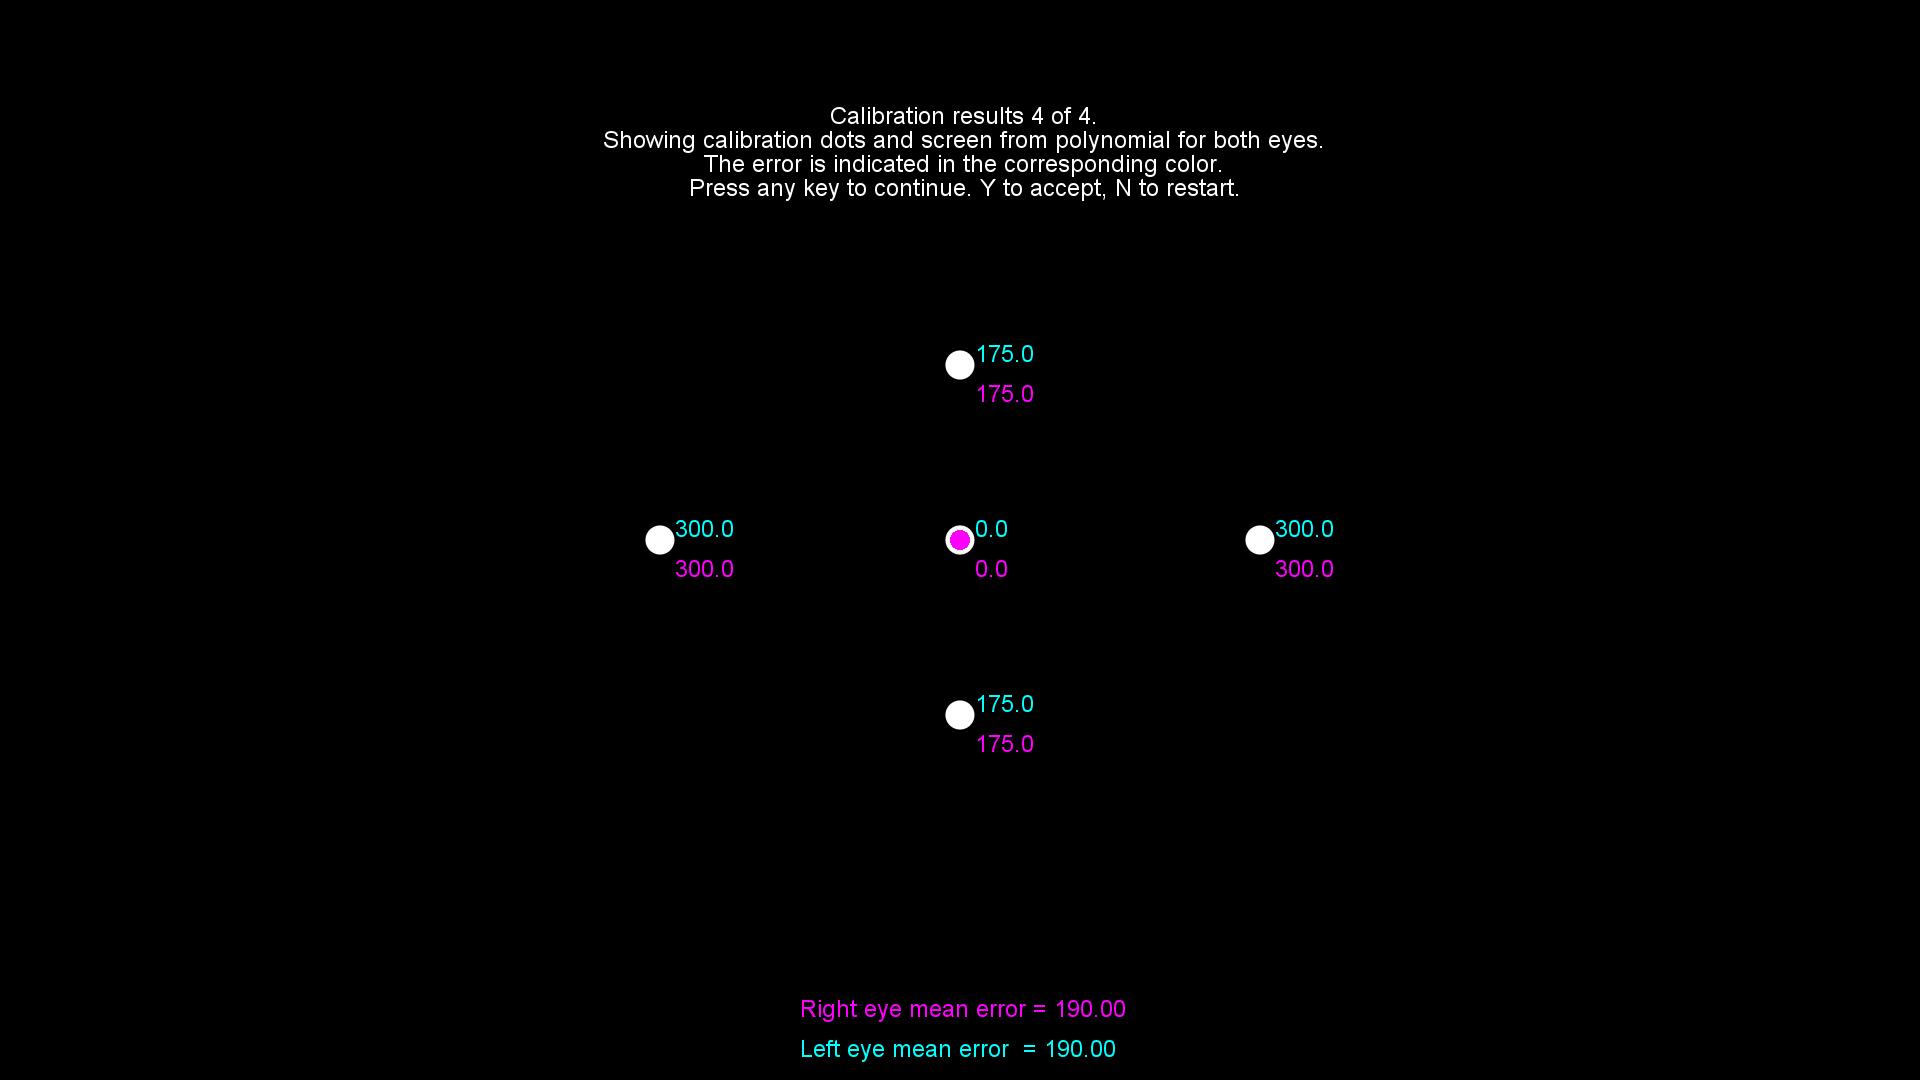 Calibration results 4 of 4.
Showing calibration dots and screen from polynomial for both eyes.
The error is indicated in the corresponding color.
Press any key to continue. Y to accept, N to restart.
175.0
175.0
300.0
300.0
0.0
0.0
300.0
300.0
175.0
175.0
Right eye mean error = 190.00
Left eye mean error  = 190.00